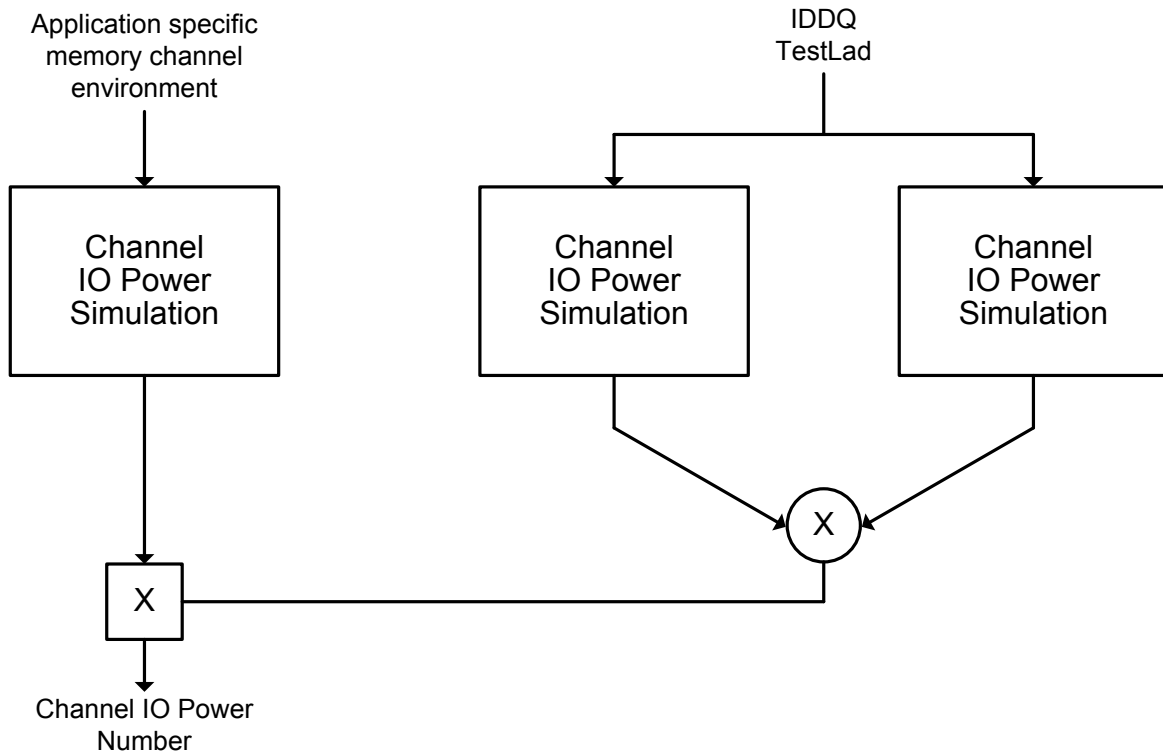 Application specific
memory channel
environment
IDDQ
TestLad
Channel
IO Power
Simulation
Channel
IO Power
Simulation
Channel
IO Power
Simulation
X
X
Channel IO Power
Number